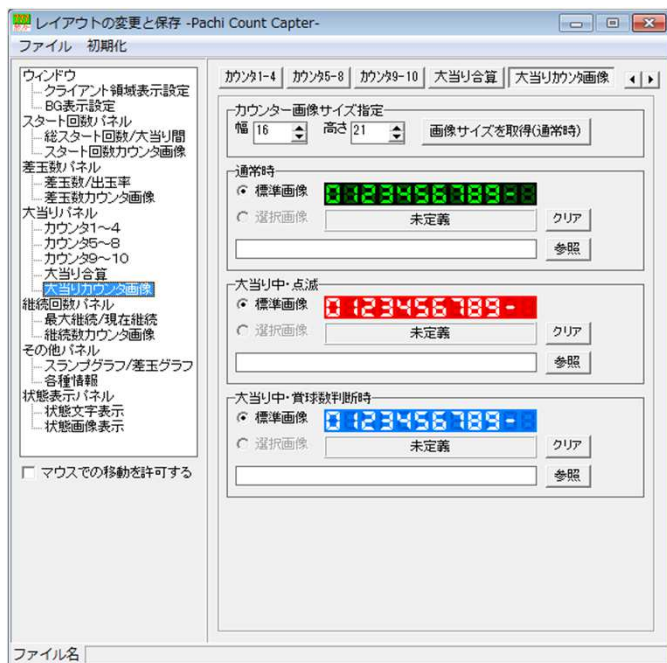 レイアウトの変更と保存 -Pachi Count Capter-
ファイル 初期化
ウィンドウ
クライアント領域表示設定
BG表示設定
スタート回数パネル
総スタート回数/大当り間
スタート回数カウンタ画像
差玉数パネル
差玉数/出玉率
差玉数カウンタ画像
大当りパネル
カウンタ1～4
カウンタ5～8
カウンタ9～10
大当り合算
大当りカウンタ画像
継続回数パネル
最大継続/現在継続
継続数カウンタ画像
その他パネル
スランプグラフ/差玉グラフ
各種情報
状態表示パネル
状態文字表示
状態画像表示
マウスでの移動を許可する
ｶｳﾝﾀ1-4 ｶｳﾝﾀ5-8 ｶｳﾝﾀ9-10 大当り合算 大当りｶｳﾝﾀ画像
カウンター画像サイズ指定
幅 16 高さ 21 画像サイズを取得(通常時)
通常時
標準画像 0123456789-
選択画像 未定義 クリア
参照
大当り中・点滅
標準画像 0123456789-
選択画像 未定義 クリア
参照
大当り中・賞球数判断時
標準画像 0123456789-
選択画像 未定義 クリア
参照
ファイル名